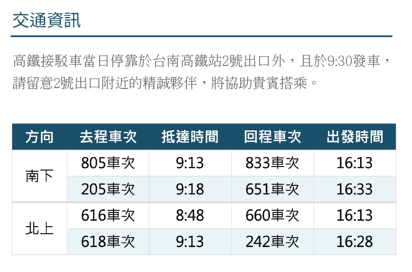 交通資訊
高鐵接駁車當日停靠於台南高鐵站2號出口外，且於9:30發車，
請留意2號出口附近的精誠夥伴，將協助貴賓搭乘。
方向 去程車次 抵達時間 回程車次 出發時間
南下 805車次 9:13 833車次 16:13
205車次 9:18 651車次 16:33
北上 616車次 8:48 660車次 16:13
618車次 9:13 242車次 16:28